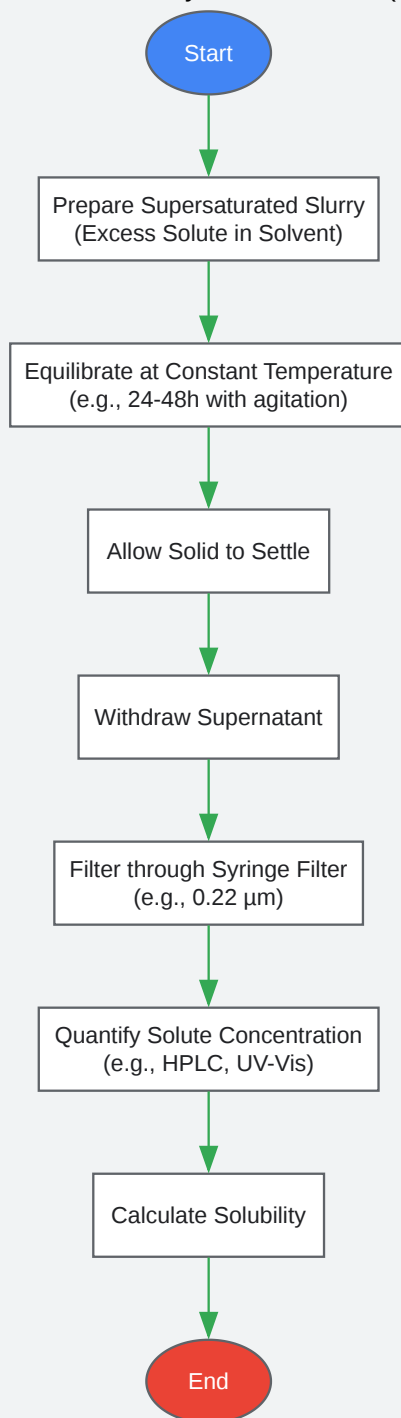 Start
Prepare Supersaturated Slurry
(Excess Solute in Solvent)
Equilibrate at Constant Temperature
(e.g., 24-48h with agitation)
Allow Solid to Settle
Withdraw Supernatant
Filter through Syringe Filter
(e.g., 0.22 µm)
Quantify Solute Concentration
(e.g., HPLC, UV-Vis)
Calculate Solubility
End